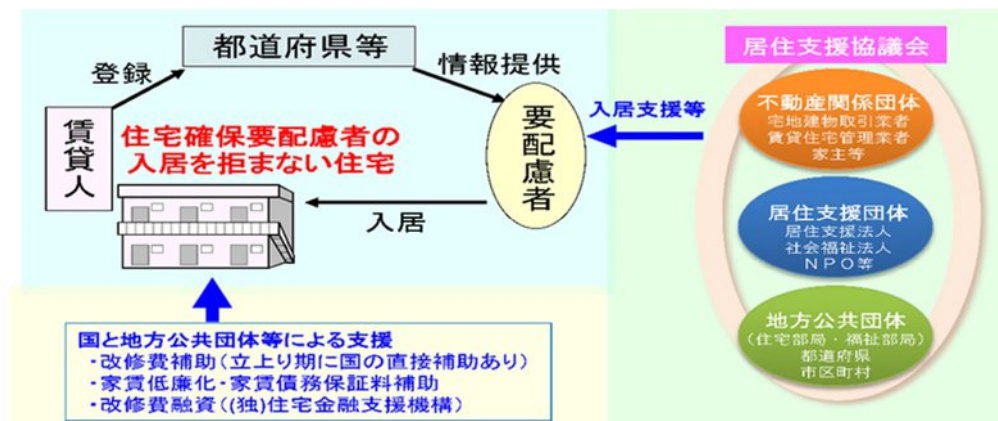 都道府県等
登録
情報提供
賃貸人
住宅確保要配慮者の
入居を拒まない住宅
要配慮者
入居
入居支援等
国と地方公共団体等による支援
・改修費補助(立上り期に国の直接補助あり)
・家賃低廉化・家賃債務保証料補助
・改修費融資((独)住宅金融支援機構)
居住支援協議会
不動産関係団体
宅地建物取引業者
賃貸住宅管理業者
家主等
居住支援団体
居住支援法人
社会福祉法人
NPO等
地方公共団体
(住宅部局・福祉部局)
都道府県
市区町村